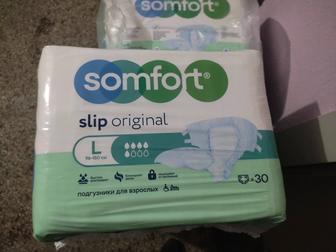 somfort®
somfort®
slip original
L
подгузники для взрослых
30